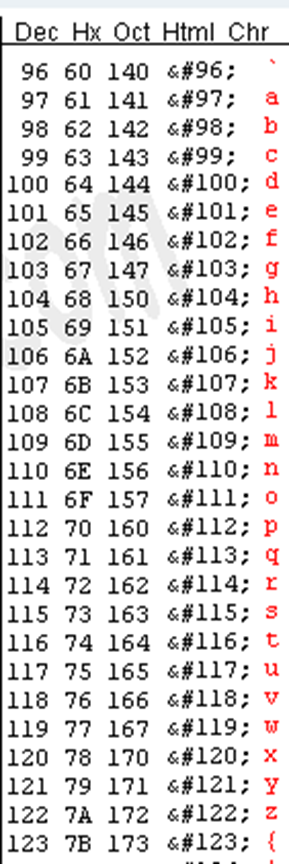 Dec Hx Oct Html Chr
96 60 140 &#96; `
97 61 141 &#97; a
98 62 142 &#98; b
99 63 143 &#99; c
100 64 144 &#100; d
101 65 145 &#101; e
102 66 146 &#102; f
103 67 147 &#103; g
104 68 150 &#104; h
105 69 151 &#105; i
106 6A 152 &#106; j
107 6B 153 &#107; k
108 6C 154 &#108; l
109 6D 155 &#109; m
110 6E 156 &#110; n
111 6F 157 &#111; o
112 70 160 &#112; p
113 71 161 &#113; q
114 72 162 &#114; r
115 73 163 &#115; s
116 74 164 &#116; t
117 75 165 &#117; u
118 76 166 &#118; v
119 77 167 &#119; w
120 78 170 &#120; x
121 79 171 &#121; y
122 7A 172 &#122; z
123 7B 173 &#123; {